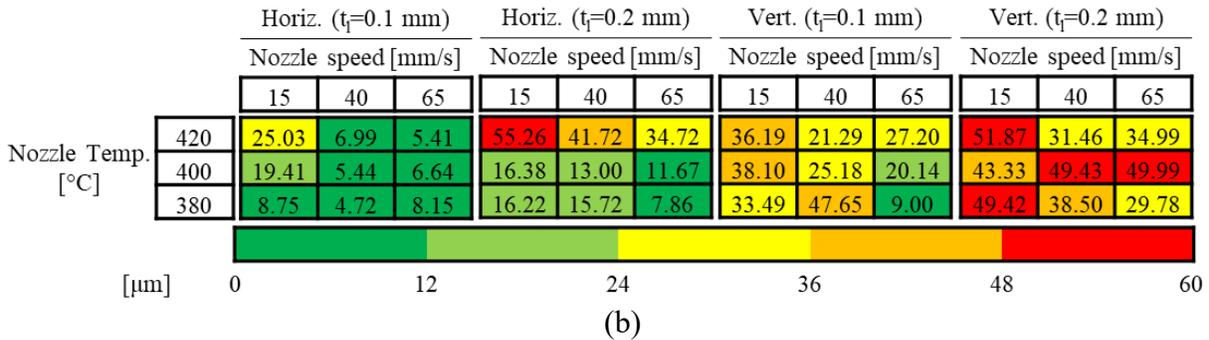 Horiz. (tl=0.1 mm) Horiz. (tl=0.2 mm) Vert. (tl=0.1 mm) Vert. (tl=0.2 mm)
Nozzle speed [mm/s] Nozzle speed [mm/s] Nozzle speed [mm/s] Nozzle speed [mm/s]
15 40 65 15 40 65 15 40 65 15 40 65
Nozzle Temp.
[°C]
420 25.03 6.99 5.41 55.26 41.72 34.72 36.19 21.29 27.20 51.87 31.46 34.99
400 19.41 5.44 6.64 16.38 13.00 11.67 38.10 25.18 20.14 43.33 49.43 49.99
380 8.75 4.72 8.15 16.22 15.72 7.86 33.49 47.65 9.00 49.42 38.50 29.78
[μm] 0 12 24 36 48 60
(b)